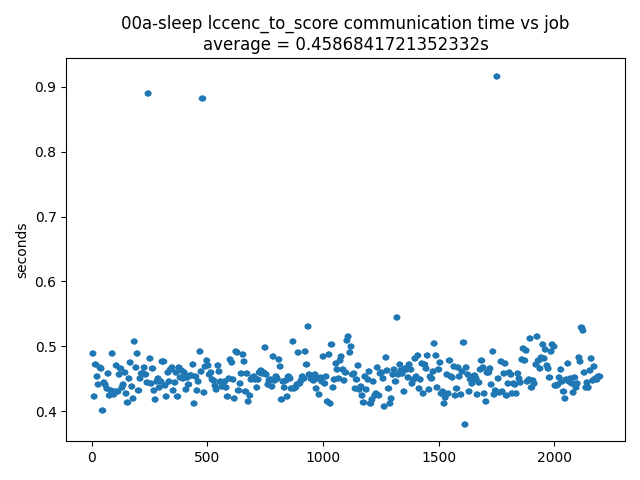 00a-sleep lccenc_to_score communication time vs job
average = 0.4586841721352332s
seconds
0.9
0.8
0.7
0.6
0.5
0.4
0 500 1000 1500 2000